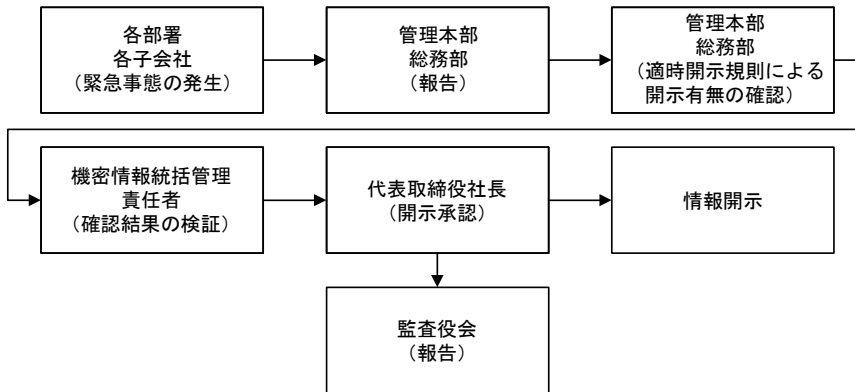 各部署
各子会社
（緊急事態の発生）
管理本部
総務部
（報告）
管理本部
総務部
（適時開示規則による
開示有無の確認）
機密情報統括管理
責任者
（確認結果の検証）
代表取締役社長
（開示承認）
情報開示
監査役会
（報告）